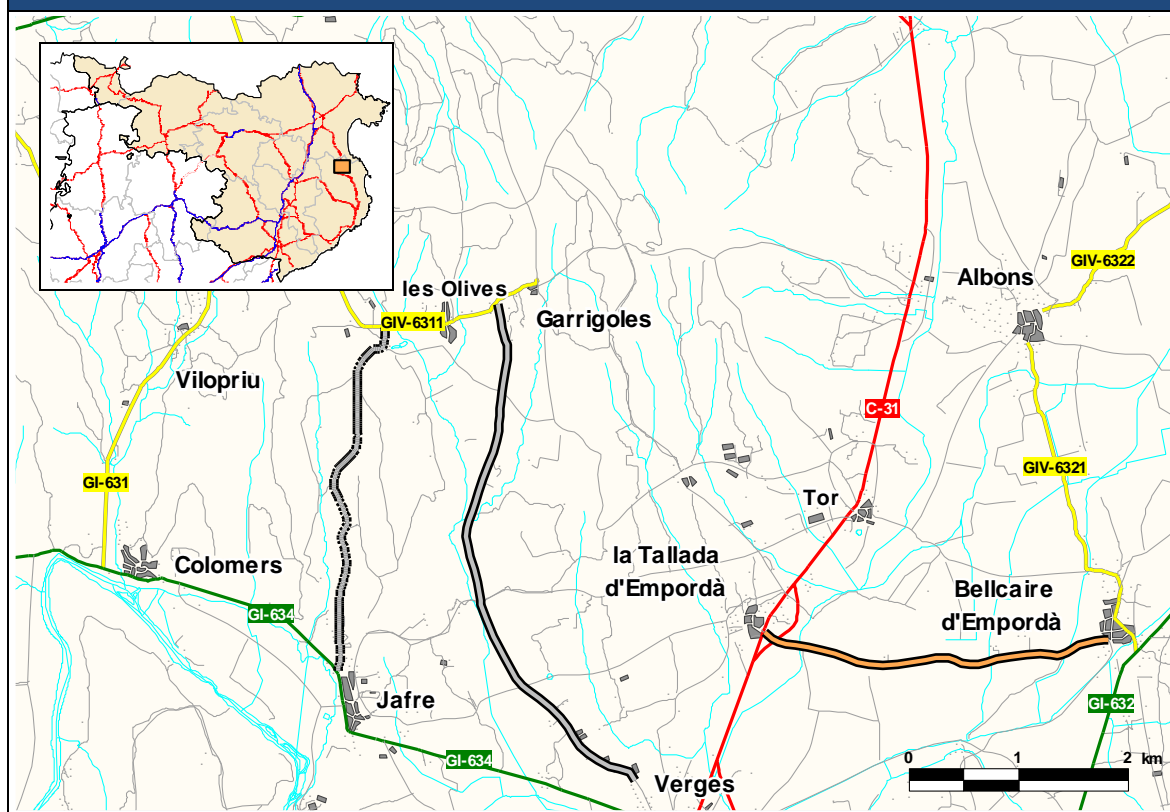 les Olives
GIV-6311
Garrigoles
Vilopriu
GI-631
Colomers
GI-634
Jafre
GI-634
Verges
C-31
Albons
GIV-6322
GIV-6321
Tor
la Tallada
d'Empordà
Bellcaire
d'Empordà
GI-632
0 1 2 km